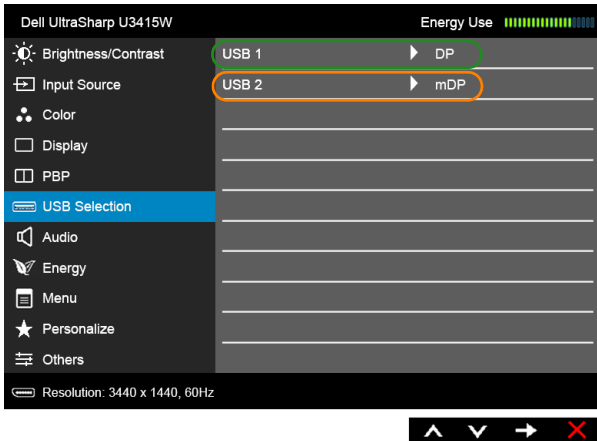 Dell UltraSharp U3415W Energy Use
Brightness/Contrast USB 1 DP
Input Source USB 2 mDP
Color
Display
PBP
USB Selection
Audio
Energy
Menu
Personalize
Others
Resolution: 3440 x 1440, 60Hz